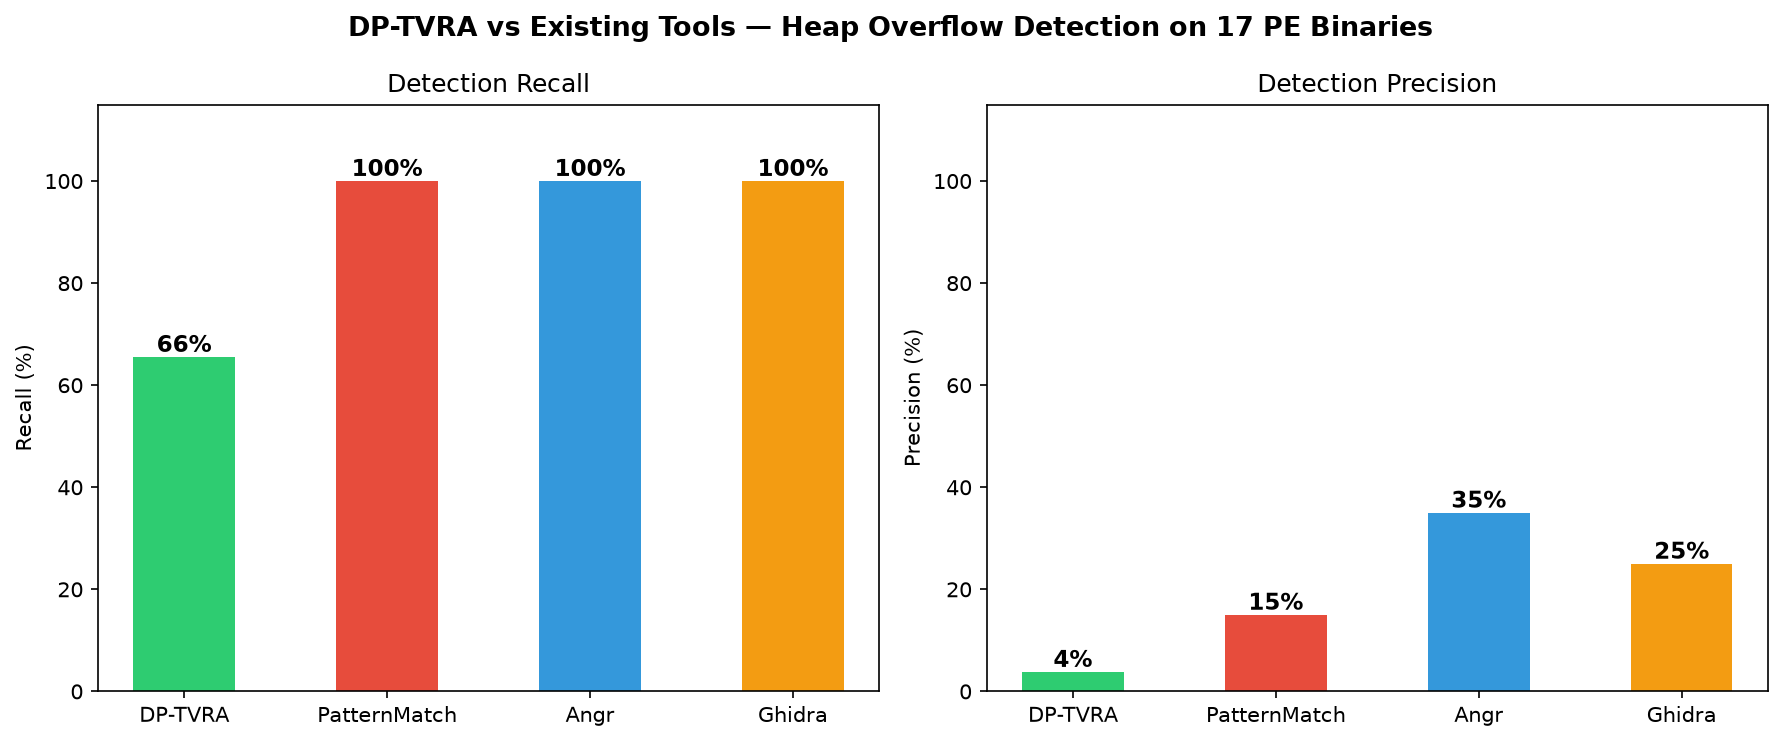 DP-TVRA vs Existing Tools — Heap Overflow Detection on 17 PE Binaries
Detection Recall
Recall (%)
100
80
60
40
20
0
66%
100%
100%
100%
DP-TVRA
PatternMatch
Angr
Ghidra
Detection Precision
Precision (%)
100
80
60
40
20
0
4%
15%
35%
25%
DP-TVRA
PatternMatch
Angr
Ghidra